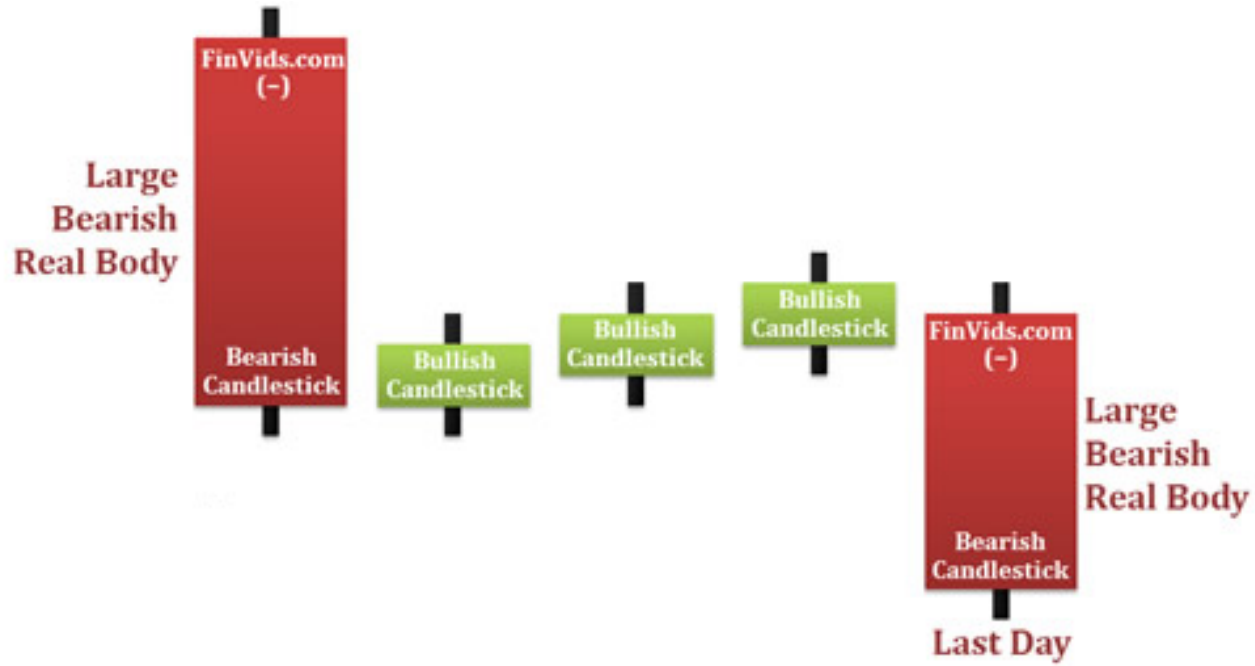 FinVids.com
(−)
Large
Bearish
Real Body
Bearish
Candlestick
Bullish
Candlestick
Bullish
Candlestick
Bullish
Candlestick
FinVids.com
(−)
Bearish
Candlestick
Large
Bearish
Real Body
Last Day